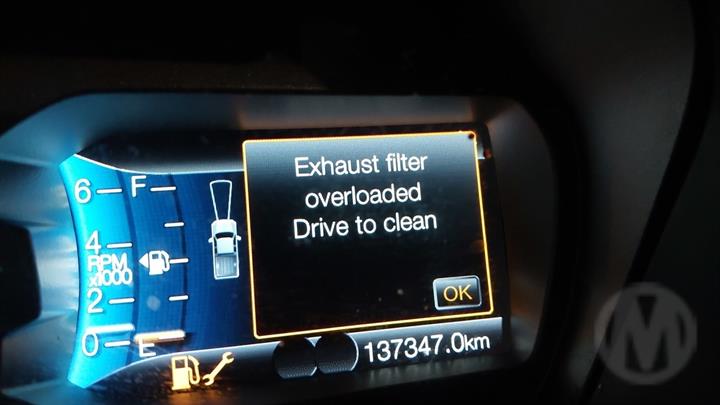 Exhaust filter
overloaded
Drive to clean
OK
6
F
4
RPM
x1000
2
0
E
137347.0km
M